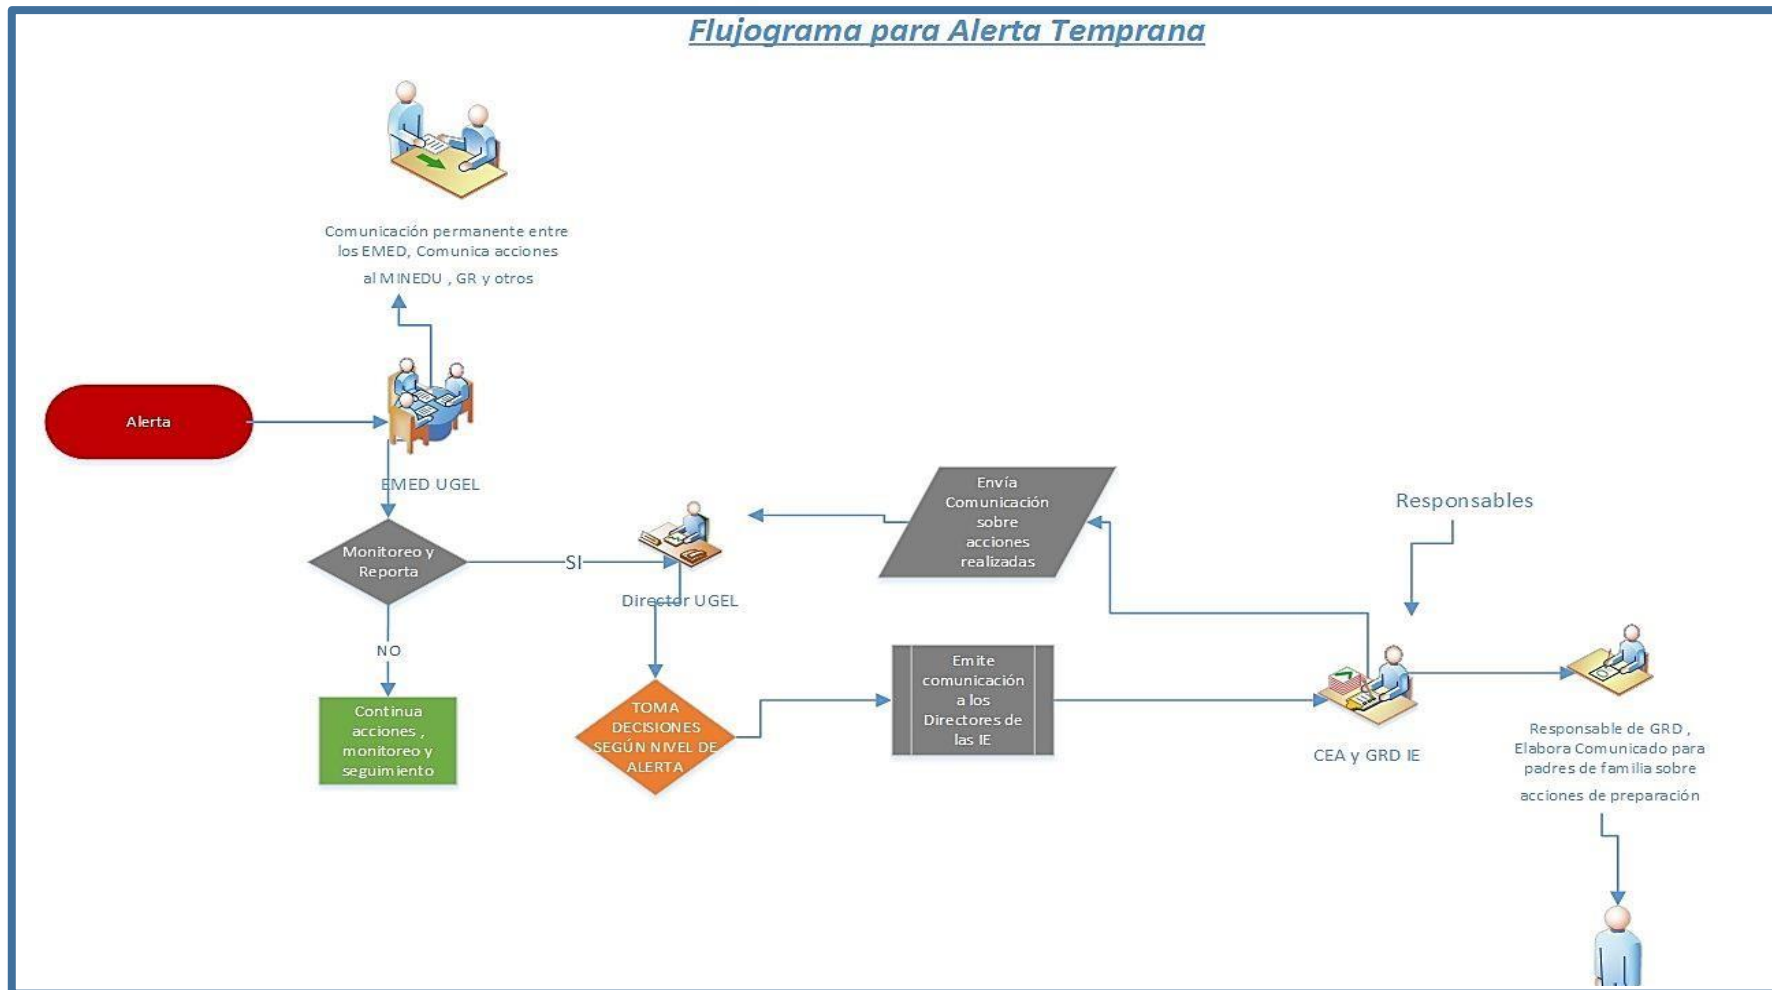 Flujograma para Alerta Temprana
Comunicación permanente entre
los EMED, Comunica acciones
al MINEDU , GR y otros
Alerta
EMED UGEL
Monitoreo y
Reporta
SI
NO
Continua
acciones ,
monitoreo y
seguimiento
Director UGEL
TOMA
DECISIONES
SEGÚN NIVEL DE
ALERTA
Envía
Comunicación
sobre
acciones
realizadas
Emite
comunicación
a los
Directores de
las IE
Responsables
CEA y GRD IE
Responsable de GRD ,
Elabora Comunicado para
padres de familia sobre
acciones de preparación